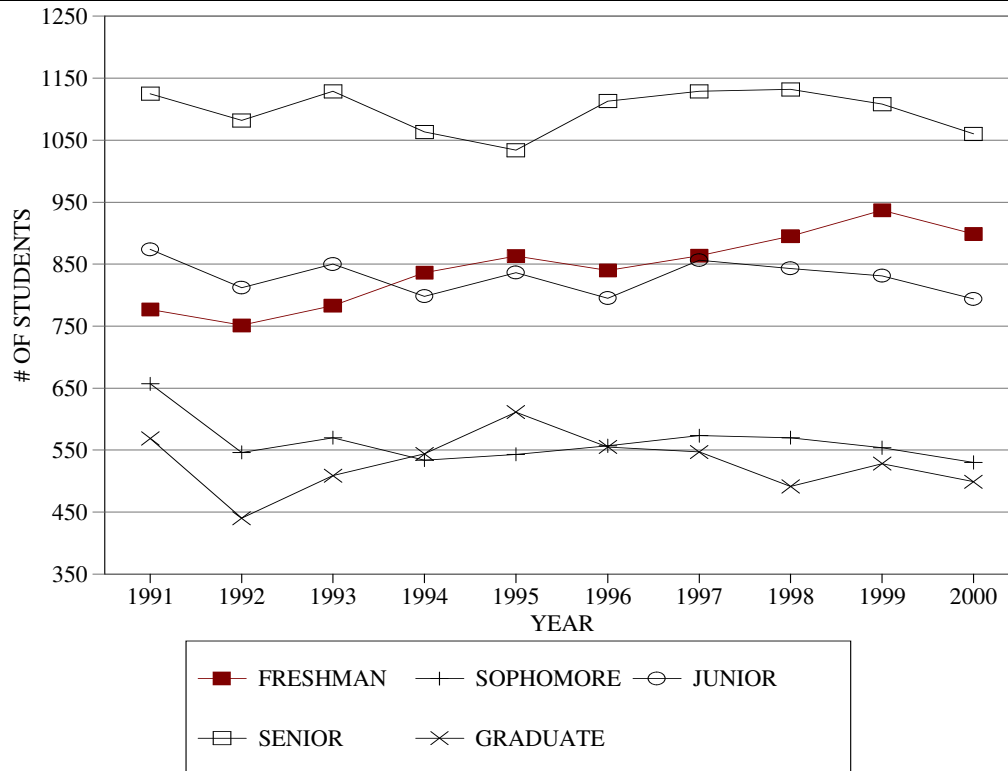 1250
1150
1050
950
850
750
650
550
450
350
# OF STUDENTS
1991 1992 1993 1994 1995 1996 1997 1998 1999 2000
YEAR
FRESHMAN SOPHOMORE JUNIOR
SENIOR GRADUATE